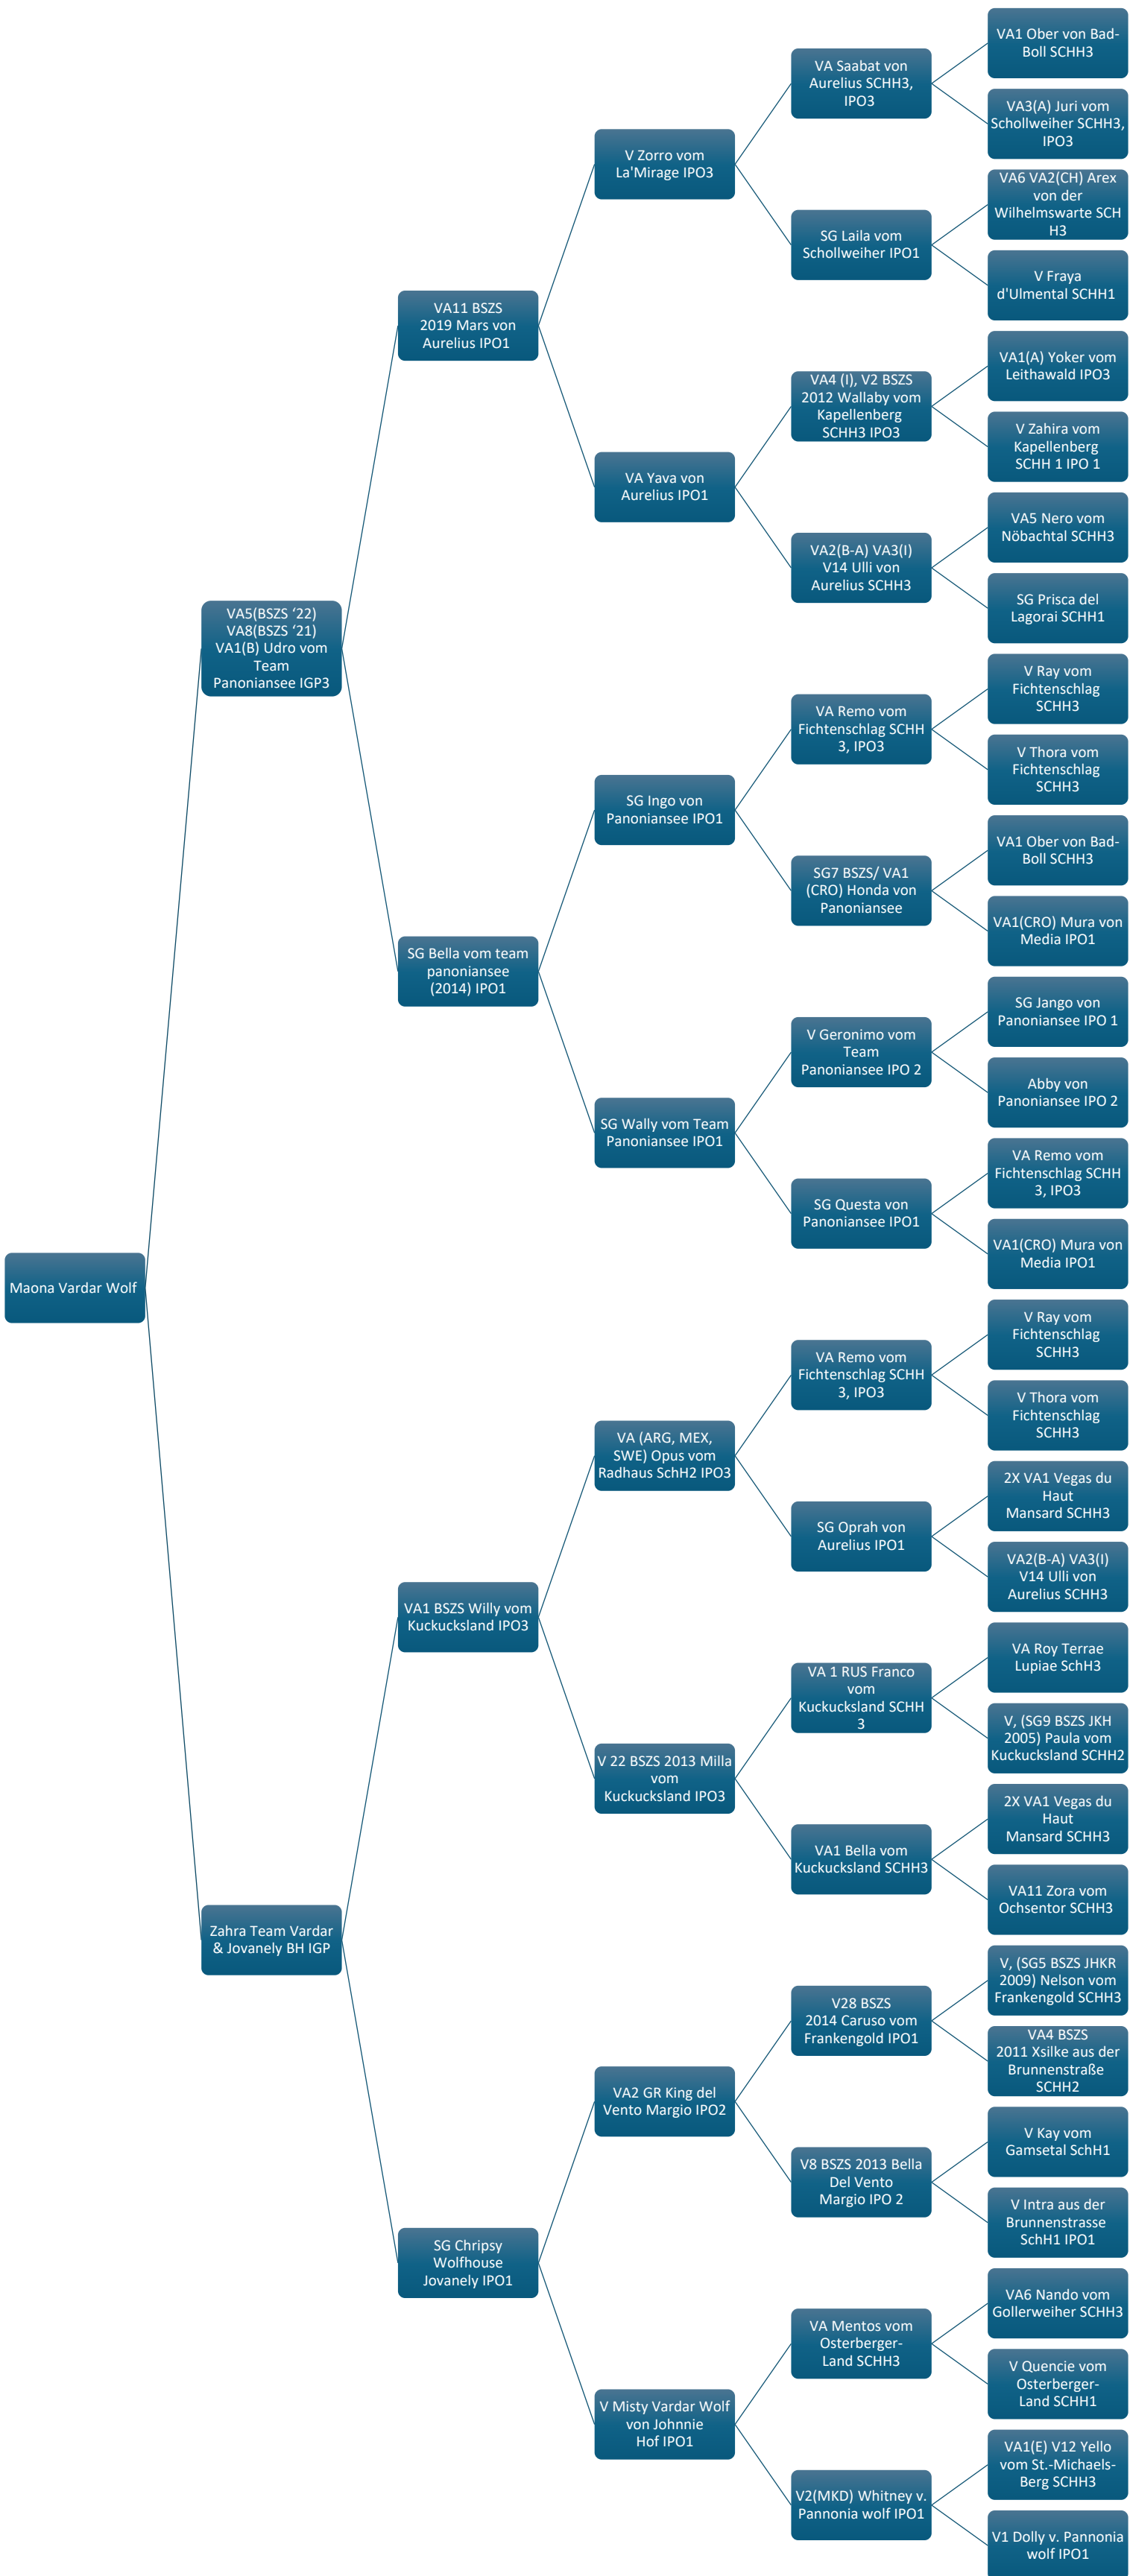 Maona Vardar Wolf
VA5(BSZS ‘22)
VA8(BSZS ‘21)
VA1(B) Udro vom
Team
Panoniansee IGP3
Zahra Team Vardar
& Jovanely BH IGP
VA11 BSZS
2019 Mars von
Aurelius IPO1
SG Bella vom team
panoniansee
(2014) IPO1
VA1 BSZS Willy vom
Kuckucksland IPO3
SG Chripsy
Wolfhouse
Jovanely IPO1
V Zorro vom
La'Mirage IPO3
VA Yava von
Aurelius IPO1
SG Ingo von
Panoniansee IPO1
SG Wally vom Team
Panoniansee IPO1
VA (ARG, MEX,
SWE) Opus vom
Radhaus SchH2 IPO3
V 22 BSZS 2013 Milla
vom
Kuckucksland IPO3
VA2 GR King del
Vento Margio IPO2
V Misty Vardar Wolf
von Johnnie
Hof IPO1
VA Saabat von
Aurelius SCHH3,
IPO3
SG Laila vom
Schollweiher IPO1
VA4 (I), V2 BSZS
2012 Wallaby vom
Kapellenberg
SCHH3 IPO3
VA2(B-A) VA3(I)
V14 Ulli von
Aurelius SCHH3
VA Remo vom
Fichtenschlag SCHH
3, IPO3
SG7 BSZS/ VA1
(CRO) Honda von
Panoniansee
V Geronimo vom
Team
Panoniansee IPO 2
SG Questa von
Panoniansee IPO1
VA Remo vom
Fichtenschlag SCHH
3, IPO3
SG Oprah von
Aurelius IPO1
VA 1 RUS Franco
vom
Kuckucksland SCHH
3
VA1 Bella vom
Kuckucksland SCHH3
V28 BSZS
2014 Caruso vom
Frankengold IPO1
V8 BSZS 2013 Bella
Del Vento
Margio IPO 2
VA Mentos vom
Osterberger-
Land SCHH3
V2(MKD) Whitney v.
Pannonia wolf IPO1
VA1 Ober von Bad-
Boll SCHH3
VA3(A) Juri vom
Schollweiher SCHH3,
IPO3
VA6 VA2(CH) Arex
von der
Wilhelmswarte SCH
H3
V Fraya
d'Ulmental SCHH1
VA1(A) Yoker vom
Leithawald IPO3
V Zahira vom
Kapellenberg
SCHH 1 IPO 1
VA5 Nero vom
Nöbachtal SCHH3
SG Prisca del
Lagorai SCHH1
V Ray vom
Fichtenschlag
SCHH3
V Thora vom
Fichtenschlag
SCHH3
VA1 Ober von Bad-
Boll SCHH3
VA1(CRO) Mura von
Media IPO1
SG Jango von
Panoniansee IPO 1
Abby von
Panoniansee IPO 2
VA Remo vom
Fichtenschlag SCHH
3, IPO3
VA1(CRO) Mura von
Media IPO1
V Ray vom
Fichtenschlag
SCHH3
V Thora vom
Fichtenschlag
SCHH3
2X VA1 Vegas du
Haut
Mansard SCHH3
VA2(B-A) VA3(I)
V14 Ulli von
Aurelius SCHH3
VA Roy Terrae
Lupiae SchH3
V, (SG9 BSZS JKH
2005) Paula vom
Kuckucksland SCHH2
2X VA1 Vegas du
Haut
Mansard SCHH3
VA11 Zora vom
Ochsentor SCHH3
V, (SG5 BSZS JHKR
2009) Nelson vom
Frankengold SCHH3
VA4 BSZS
2011 Xsilke aus der
Brunnenstraße
SCHH2
V Kay vom
Gamsetal SchH1
V Intra aus der
Brunnenstrasse
SchH1 IPO1
VA6 Nando vom
Gollerweiher SCHH3
V Quencie vom
Osterberger-
Land SCHH1
VA1(E) V12 Yello
vom St.-Michaels-
Berg SCHH3
V1 Dolly v. Pannonia
wolf IPO1